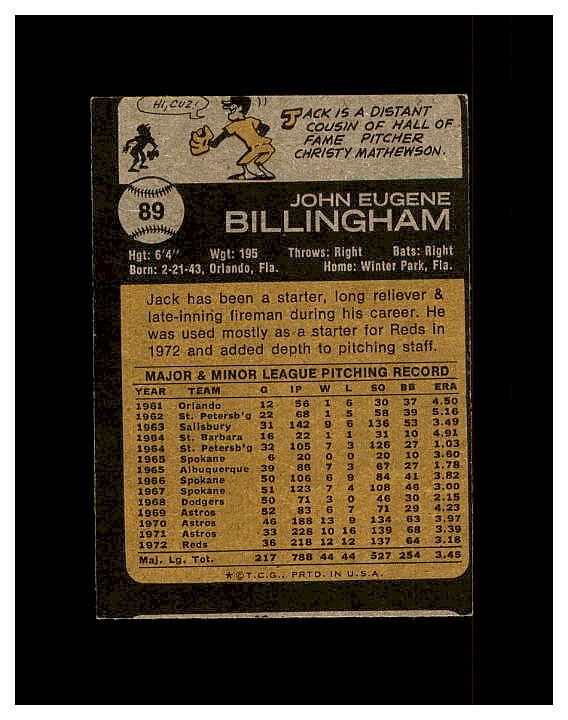 HI, CUZ!
JACK IS A DISTANT
COUSIN OF HALL OF
FAME PITCHER
CHRISTY MATHEWSON.
89
JOHN EUGENE
BILLINGHAM
Hgt: 6'4" Wgt: 195 Throws: Right Bats: Right
Born: 2-21-43, Orlando, Fla. Home: Winter Park, Fla.
Jack has been a starter, long reliever &
late-inning fireman during his career. He
was used mostly as a starter for Reds in
1972 and added depth to pitching staff.
MAJOR & MINOR LEAGUE PITCHING RECORD
YEAR TEAM G IP W L SO BB ERA
1961 Orlando 12 56 1 6 30 37 4.50
1962 St. Petersb'g 22 68 1 5 58 39 5.16
1963 Salisbury 31 142 9 6 136 53 3.49
1964 St. Barbara 16 22 1 1 31 10 4.91
1964 St. Petersb'g 32 105 7 3 126 27 1.03
1965 Spokane 6 20 0 0 20 10 3.60
1965 Albuquerque 39 86 7 3 67 27 1.78
1966 Spokane 50 106 6 9 84 41 3.82
1967 Spokane 51 123 7 4 108 46 3.00
1968 Dodgers 50 71 3 0 46 30 2.15
1969 Astros 52 83 6 7 71 29 4.23
1970 Astros 46 188 13 9 134 63 3.97
1971 Astros 33 228 10 16 139 68 3.39
1972 Reds 36 218 12 12 137 64 3.18
Maj. Lg. Tot. 217 788 44 44 527 254 3.45
★©T.C.G., PRTD. IN U.S.A.